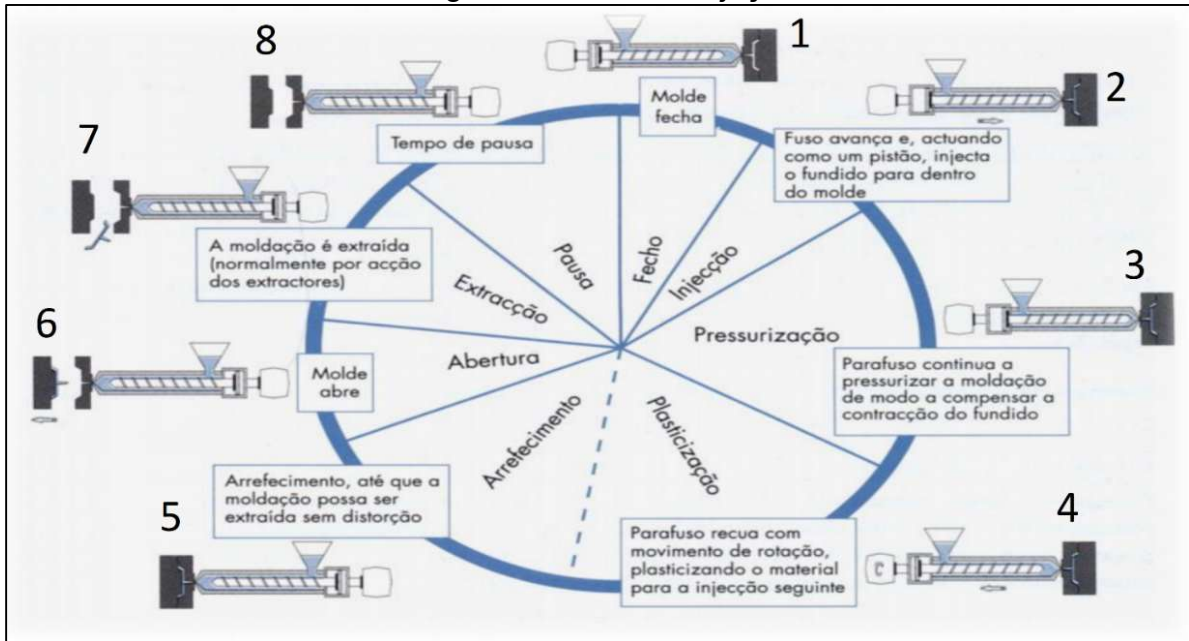 1
Molde
fecha
2
Fuso avança e, actuando
como um pistão, injecta
o fundido para dentro
do molde
3
Parafuso continua a
pressurizar a moldação
de modo a compensar a
contracção do fundido
4
Parafuso recua com
movimento de rotação,
plasticizando o material
para a injecção seguinte
5
Arrefecimento, até que a
moldação possa ser
extraída sem distorção
6
Molde
abre
7
A moldação é extraída
(normalmente por acção
dos extractores)
8
Tempo de pausa
Fecho
Injecção
Pressurização
Plasticização
Arrefecimento
Abertura
Extracção
Pausa